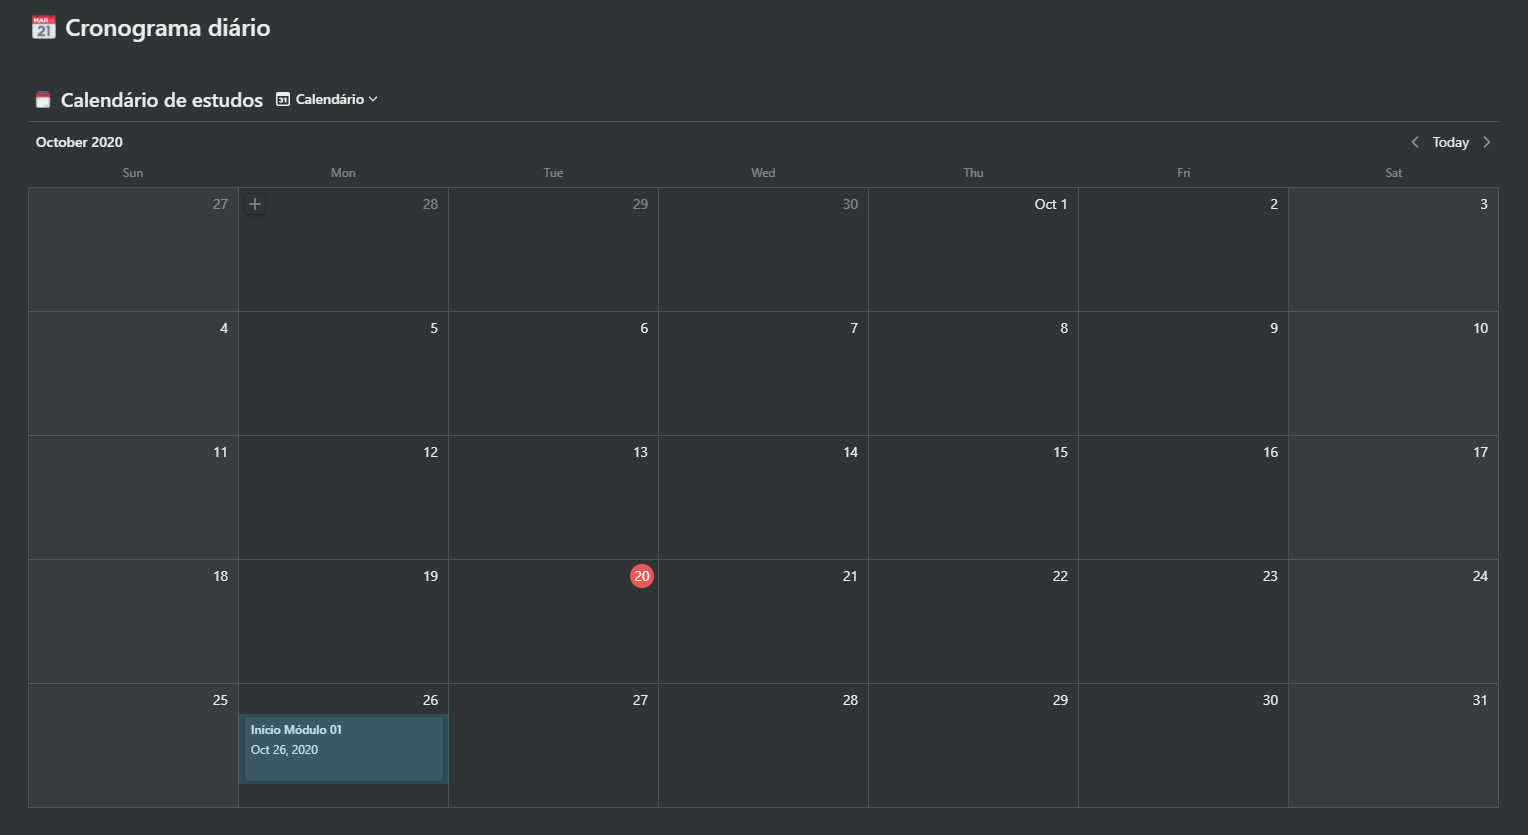 MAR 21 Cronograma diário
Calendário de estudos 31 Calendário
October 2020 Today
Sun Mon Tue Wed Thu Fri Sat
27 28 29 30 Oct 1 2 3
4 5 6 7 8 9 10
11 12 13 14 15 16 17
18 19 20 21 22 23 24
25 26 27 28 29 30 31
Início Módulo 01
Oct 26, 2020